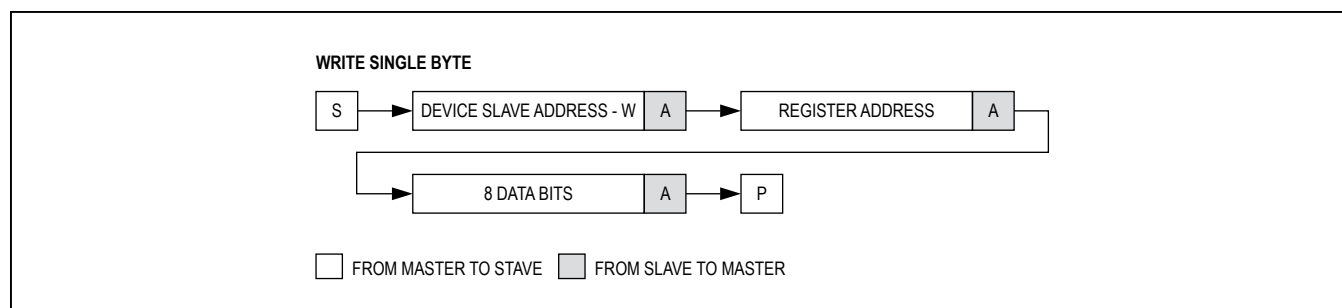 WRITE SINGLE BYTE
S DEVICE SLAVE ADDRESS - W A REGISTER ADDRESS A
8 DATA BITS A P
FROM MASTER TO STAVE FROM SLAVE TO MASTER